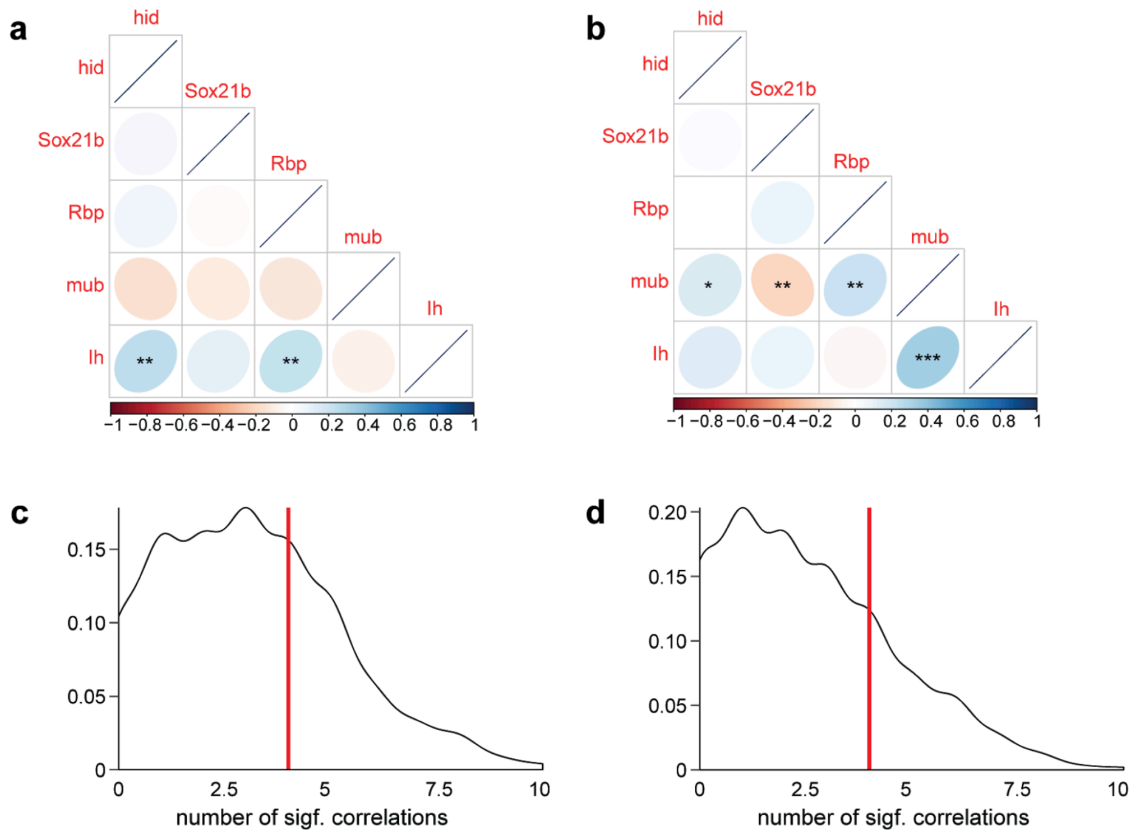 a
hid
hid
Sox21b
Sox21b
Rbp
Rbp
mub
mub
Ih
Ih
** **
−1 −0.8 −0.6 −0.4 −0.2 0 0.2 0.4 0.6 0.8 1
b
hid
hid
Sox21b
Sox21b
Rbp
Rbp
mub
mub
* ** **
Ih
Ih
***
−1 −0.8 −0.6 −0.4 −0.2 0 0.2 0.4 0.6 0.8 1
c
0.15
0.10
0.05
0
0 2.5 5 7.5 10
number of sigf. correlations
d
0.20
0.15
0.10
0.05
0
0 2.5 5 7.5 10
number of sigf. correlations